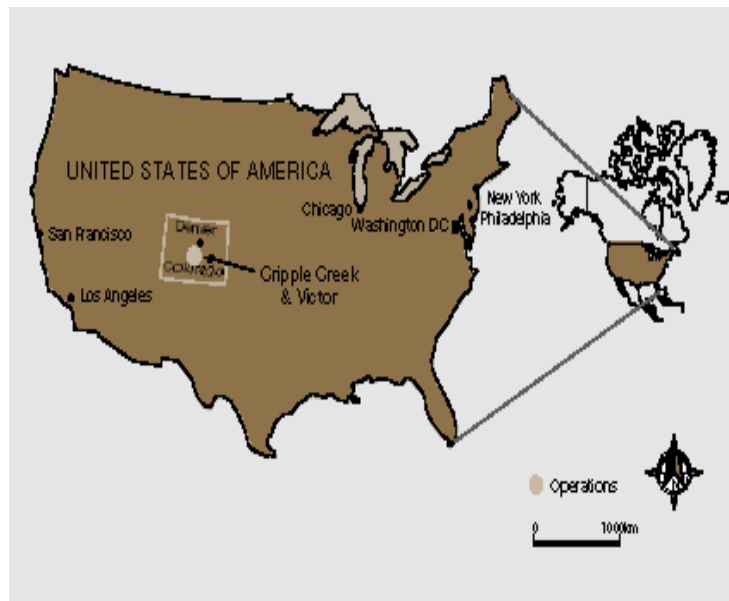 UNITED STATES OF AMERICA
New York
Chicago
Philadelphia
Washington DC
San Francisco
Denver
Colorado
Cripple Creek
& Victor
Los Angeles
Operations
0 1000km